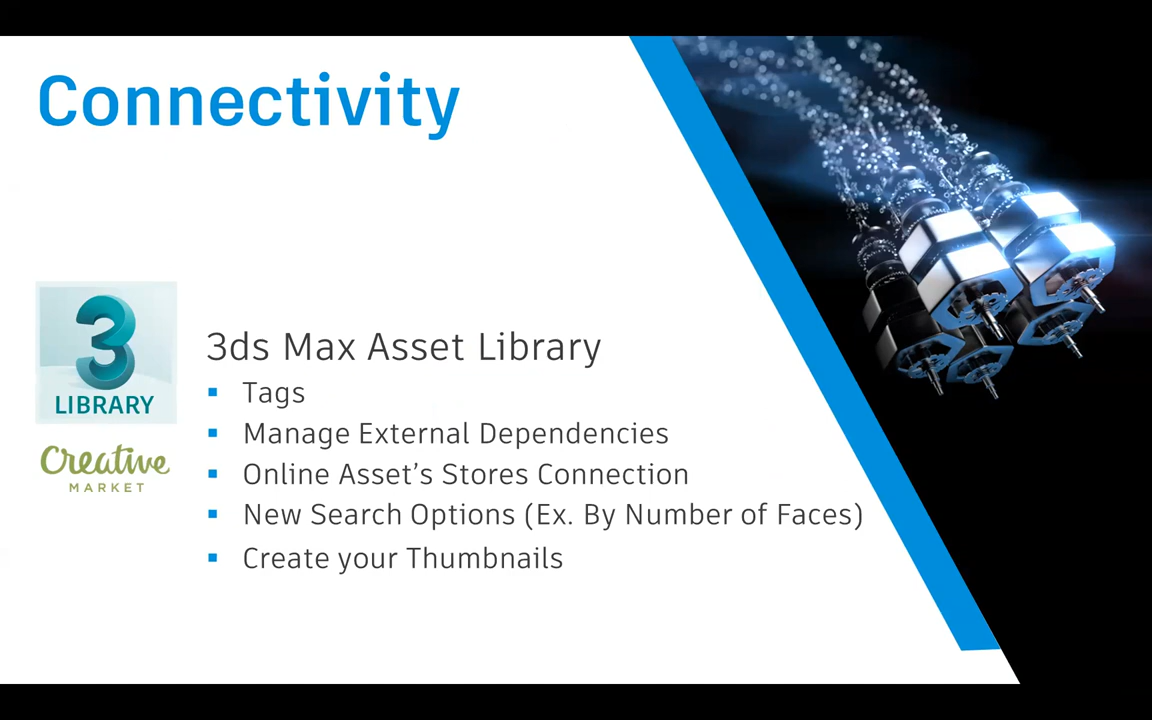 Connectivity
3
LIBRARY
Creative
MARKET
3ds Max Asset Library
Tags
Manage External Dependencies
Online Asset’s Stores Connection
New Search Options (Ex. By Number of Faces)
Create your Thumbnails